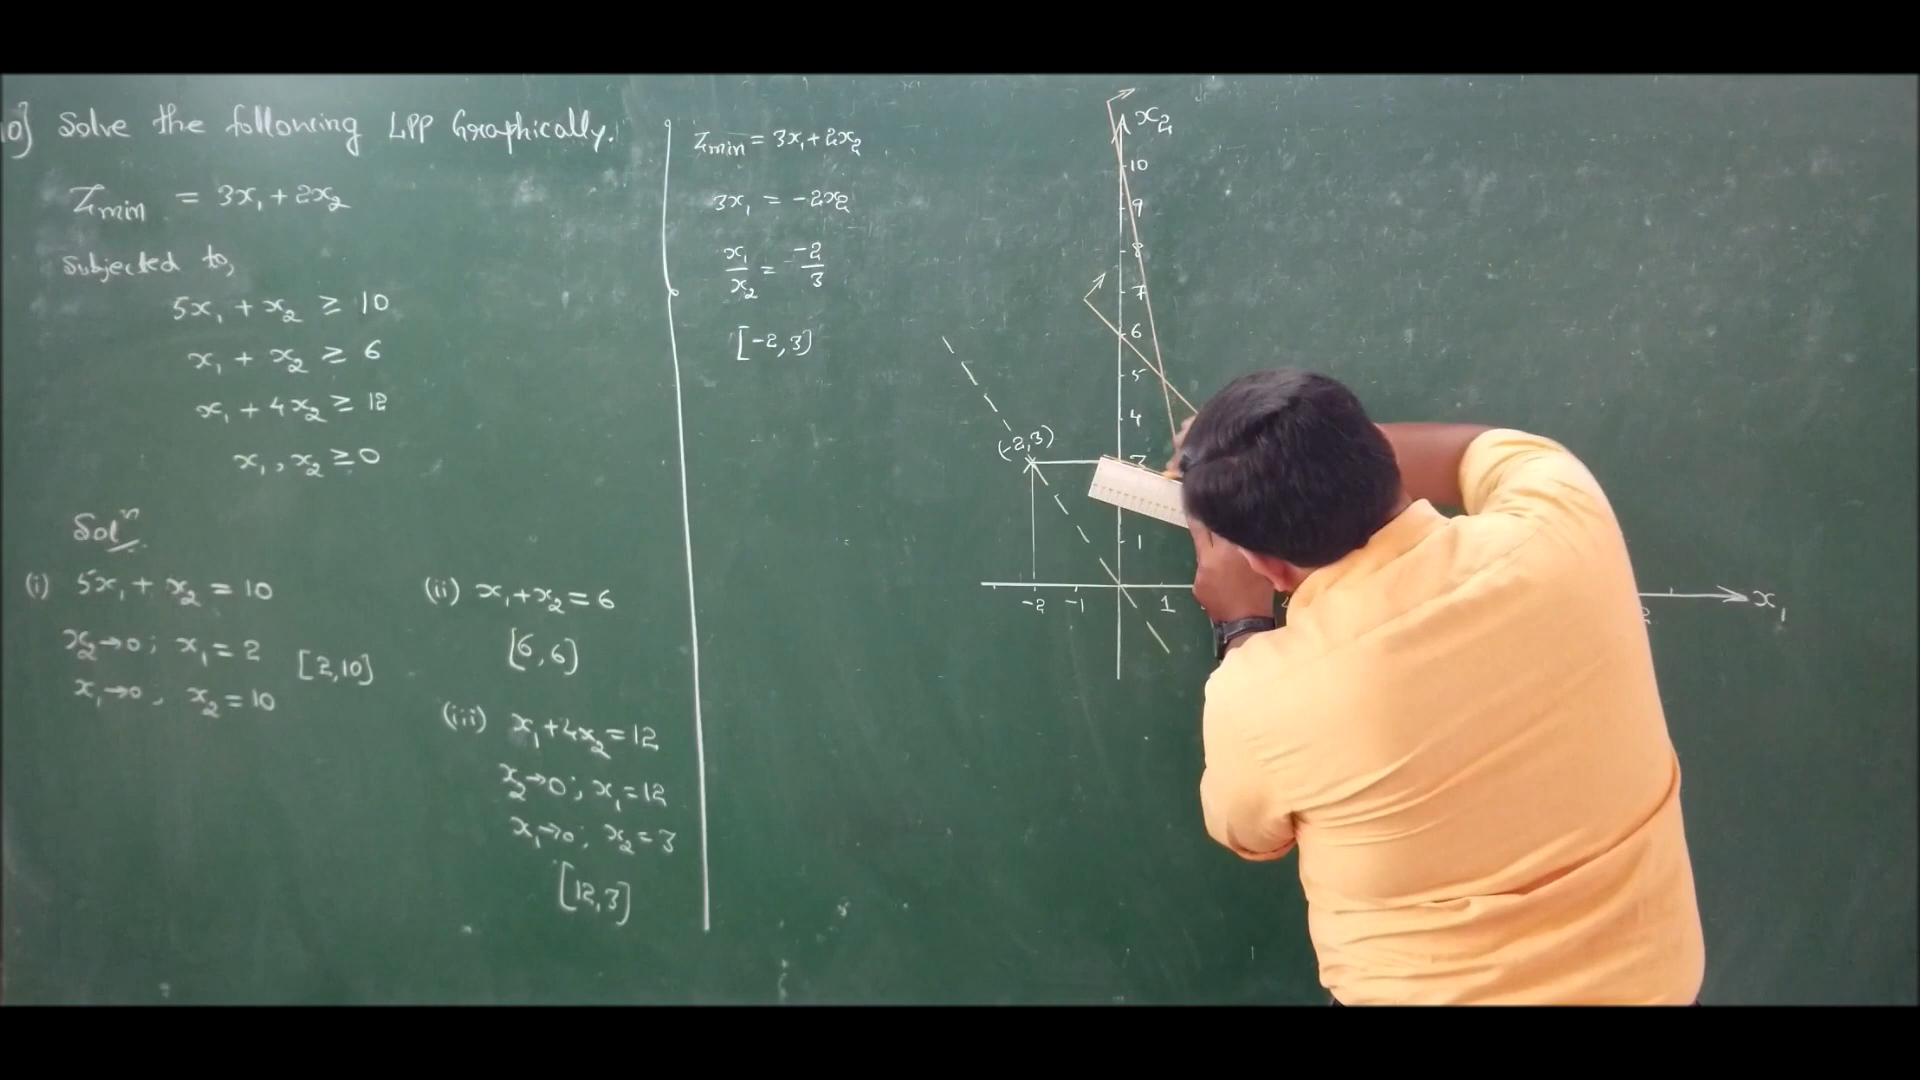 10] Solve the following LPP Graphically.
Zmin = 3x₁ + 2x₂
Subjected to,
5x₁ + x₂ ≥ 10
x₁ + x₂ ≥ 6
x₁ + 4x₂ ≥ 12
x₁, x₂ ≥ 0
Solⁿ
(i) 5x₁ + x₂ = 10
x₂→0; x₁ = 2
[2,10]
x₁→0, x₂ = 10
(ii) x₁+x₂ = 6
[6,6]
(iii) x₁+4x₂ = 12
x₂→0; x₁=12
x₁→0; x₂=3
[12,3]
Zmin = 3x₁+2x₂
3x₁ = -2x₂
x₁/x₂ = -2/3
[-2,3]
x₂
10
9
8
7
6
5
4
3
1
(-2,3)
-2 -1 1
x₁